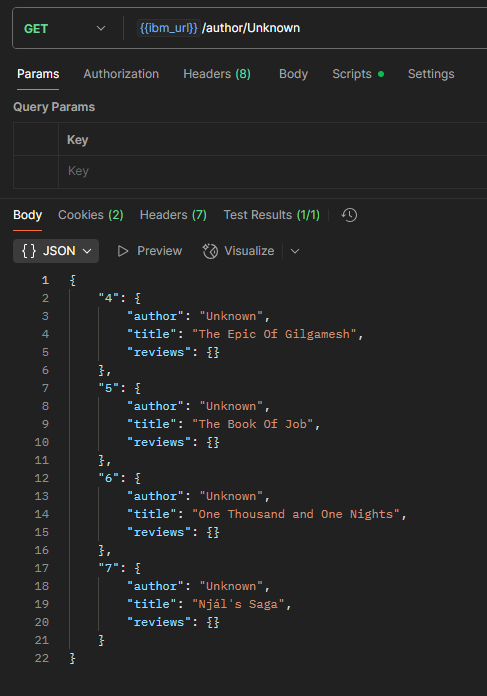 GET {{ibm_url}}/author/Unknown
Params Authorization Headers (8) Body Scripts Settings
Query Params
Key
Key
Body Cookies (2) Headers (7) Test Results (1/1)
{} JSON Preview Visualize
1 {
2     "4": {
3         "author": "Unknown",
4         "title": "The Epic Of Gilgamesh",
5         "reviews": {}
6     },
7     "5": {
8         "author": "Unknown",
9         "title": "The Book Of Job",
10         "reviews": {}
11     },
12     "6": {
13         "author": "Unknown",
14         "title": "One Thousand and One Nights",
15         "reviews": {}
16     },
17     "7": {
18         "author": "Unknown",
19         "title": "Njál's Saga",
20         "reviews": {}
21     }
22 }